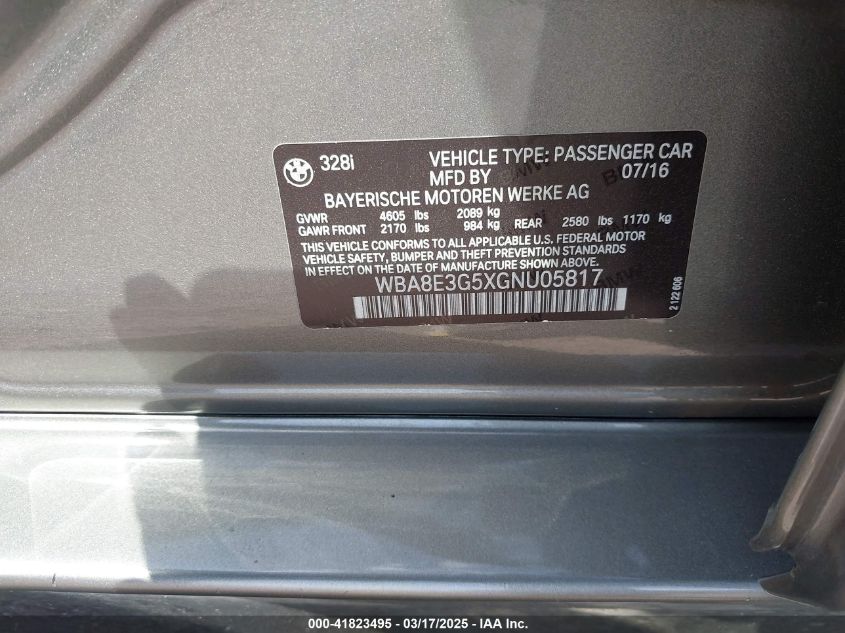 328i
VEHICLE TYPE: PASSENGER CAR
MFD BY 07/16
BAYERISCHE MOTOREN WERKE AG
GVWR 4605 lbs 2089 kg
GAWR FRONT 2170 lbs 984 kg REAR 2580 lbs 1170 kg
THIS VEHICLE CONFORMS TO ALL APPLICABLE U.S. FEDERAL MOTOR
VEHICLE SAFETY, BUMPER AND THEFT PREVENTION STANDARDS
IN EFFECT ON THE DATE OF MANUFACTURE SHOWN ABOVE.
WBA8E3G5XGNU05817
2 122 606
000-41823495 - 03/17/2025 - IAA Inc.